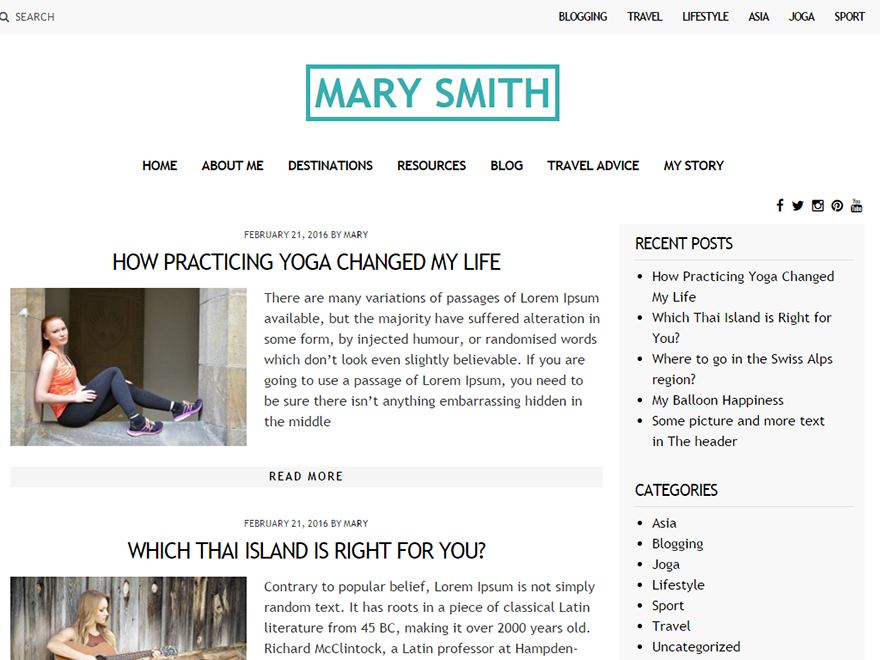 SEARCH
BLOGGING TRAVEL LIFESTYLE ASIA JOGA SPORT
MARY SMITH
HOME ABOUT ME DESTINATIONS RESOURCES BLOG TRAVEL ADVICE MY STORY
You
Tube
FEBRUARY 21, 2016 BY MARY
HOW PRACTICING YOGA CHANGED MY LIFE
There are many variations of passages of Lorem Ipsum
available, but the majority have suffered alteration in
some form, by injected humour, or randomised words
which don’t look even slightly believable. If you are
going to use a passage of Lorem Ipsum, you need to
be sure there isn’t anything embarrassing hidden in
the middle
READ MORE
FEBRUARY 21, 2016 BY MARY
WHICH THAI ISLAND IS RIGHT FOR YOU?
Contrary to popular belief, Lorem Ipsum is not simply
random text. It has roots in a piece of classical Latin
literature from 45 BC, making it over 2000 years old.
Richard McClintock, a Latin professor at Hampden-
RECENT POSTS
How Practicing Yoga Changed
My Life
Which Thai Island is Right for
You?
Where to go in the Swiss Alps
region?
My Balloon Happiness
Some picture and more text
in The header
CATEGORIES
Asia
Blogging
Joga
Lifestyle
Sport
Travel
Uncategorized